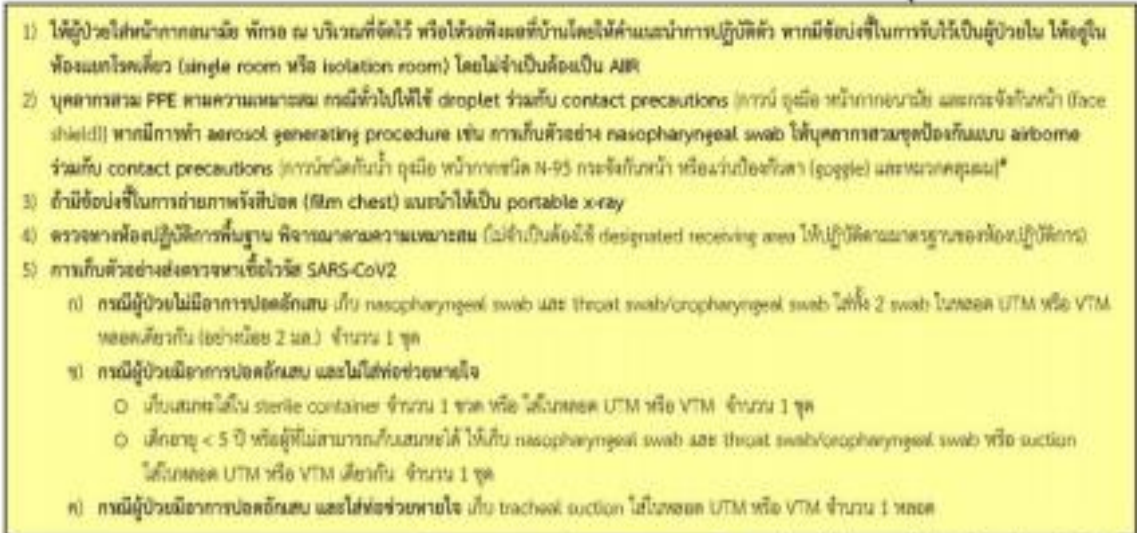 1) ให้ผู้ป่วยใส่หน้ากากอนามัย พักรอ ณ บริเวณที่จัดไว้ หรือให้รอฟังผลที่บ้านโดยให้คำแนะนำการปฏิบัติตัว หากมีข้อบ่งชี้ในการรับไว้เป็นผู้ป่วยใน ให้อยู่ใน
ห้องแยกโรคเดี่ยว (single room หรือ isolation room) โดยไม่จำเป็นต้องเป็น AIIR
2) บุคลากรสวม PPE ตามความเหมาะสม กรณีทั่วไปให้ใช้ droplet ร่วมกับ contact precautions [กาวน์ ถุงมือ หน้ากากอนามัย และกระจังกันหน้า (face
shield)] หากมีการทำ aerosol generating procedure เช่น การเก็บตัวอย่าง nasopharyngeal swab ให้บุคลากรสวมชุดป้องกันแบบ airborne
ร่วมกับ contact precautions [กาวน์ชนิดกันน้ำ ถุงมือ หน้ากากชนิด N-95 กระจังกันหน้า หรือแว่นป้องกันตา (goggle) และหมวกคลุมผม]*
3) ถ้ามีข้อบ่งชี้ในการถ่ายภาพรังสีปอด (film chest) แนะนำให้เป็น portable x-ray
4) ตรวจทางห้องปฏิบัติการพื้นฐาน พิจารณาตามความเหมาะสม (ไม่จำเป็นต้องใช้ designated receiving area ให้ปฏิบัติตามมาตรฐานของห้องปฏิบัติการ)
5) การเก็บตัวอย่างส่งตรวจหาเชื้อไวรัส SARS-CoV2
ก) กรณีผู้ป่วยไม่มีอาการปอดอักเสบ เก็บ nasopharyngeal swab และ throat swab/oropharyngeal swab ใส่ทั้ง 2 swab ในหลอด UTM หรือ VTM
หลอดเดียวกัน (อย่างน้อย 2 มล.) จำนวน 1 ชุด
ข) กรณีผู้ป่วยมีอาการปอดอักเสบ และไม่ใส่ท่อช่วยหายใจ
O เก็บเสมหะใส่ใน sterile container จำนวน 1 ขวด หรือ ใส่ในหลอด UTM หรือ VTM จำนวน 1 ชุด
O เด็กอายุ < 5 ปี หรือผู้ที่ไม่สามารถเก็บเสมหะได้ ให้เก็บ nasopharyngeal swab และ throat swab/oropharyngeal swab หรือ suction
ใส่ในหลอด UTM หรือ VTM เดียวกัน จำนวน 1 ชุด
ค) กรณีผู้ป่วยมีอาการปอดอักเสบ และใส่ท่อช่วยหายใจ เก็บ tracheal suction ใส่ในหลอด UTM หรือ VTM จำนวน 1 หลอด